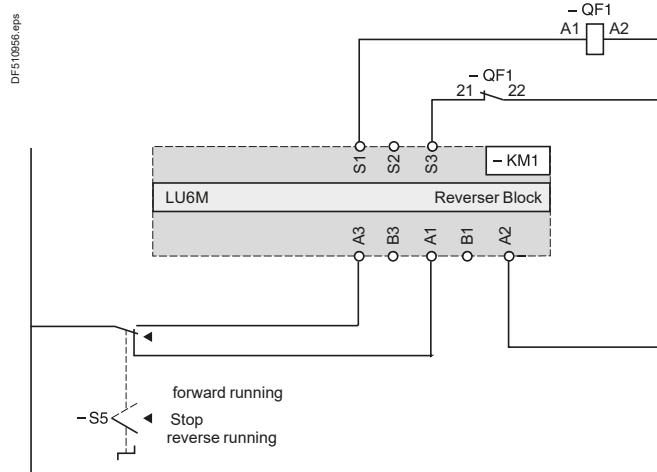 DF510956.eps
– QF1
A1 A2
– QF1
21 22
S1 S2 S3
– KM1
LU6M Reverser Block
A3 B3 A1 B1 A2
forward running
– S5 Stop
reverse running